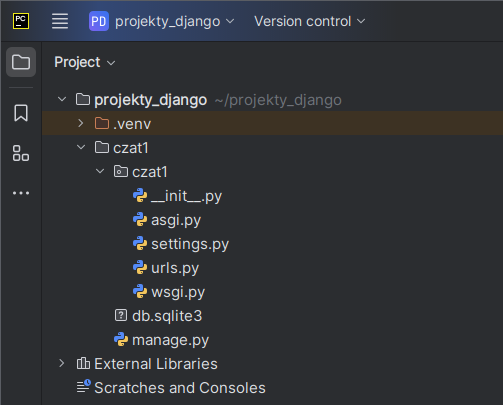 PC PD projekty_django Version control
Project
projekty_django ~/projekty_django
.venv
czat1
czat1
__init__.py
asgi.py
settings.py
urls.py
wsgi.py
db.sqlite3
manage.py
External Libraries
Scratches and Consoles